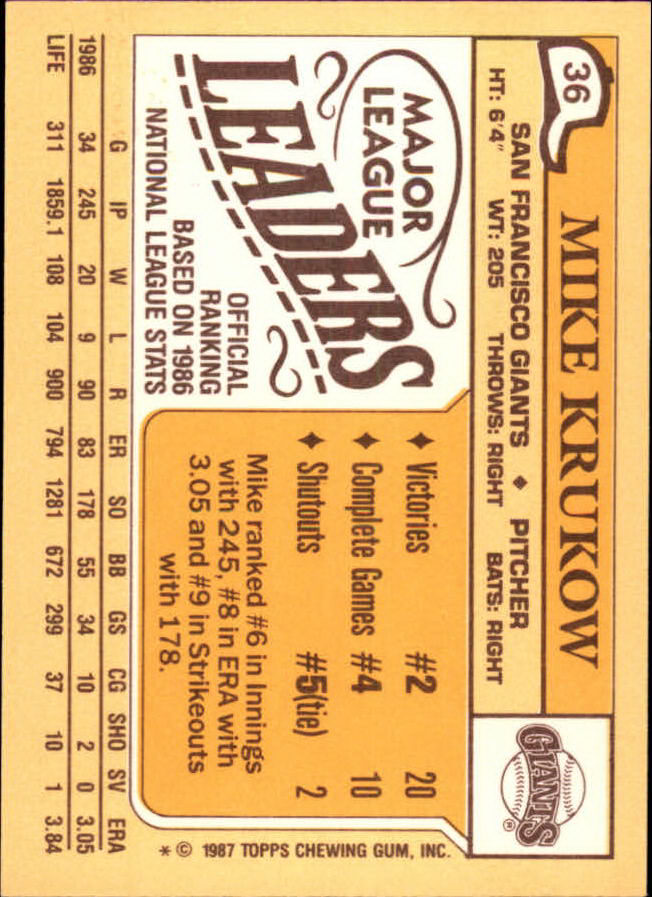 36
MIKE KRUKOW
SAN FRANCISCO GIANTS ♦ PITCHER
HT: 6'4" WT: 205 THROWS: RIGHT BATS: RIGHT
GIANTS ®
MAJOR
LEAGUE
LEADERS
OFFICIAL
RANKING
BASED ON 1986
NATIONAL LEAGUE STATS
♦ Victories #2 20
♦ Complete Games #4 10
♦ Shutouts #5(tie) 2
Mike ranked #6 in Innings
with 245, #8 in ERA with
3.05 and #9 in Strikeouts
with 178.
* © 1987 TOPPS CHEWING GUM, INC.
G IP W L R ER SO BB GS CG SHO SV ERA
1986 34 245 20 9 90 83 178 55 34 10 2 0 3.05
LIFE 311 1859.1 108 104 900 794 1281 672 299 37 10 1 3.84